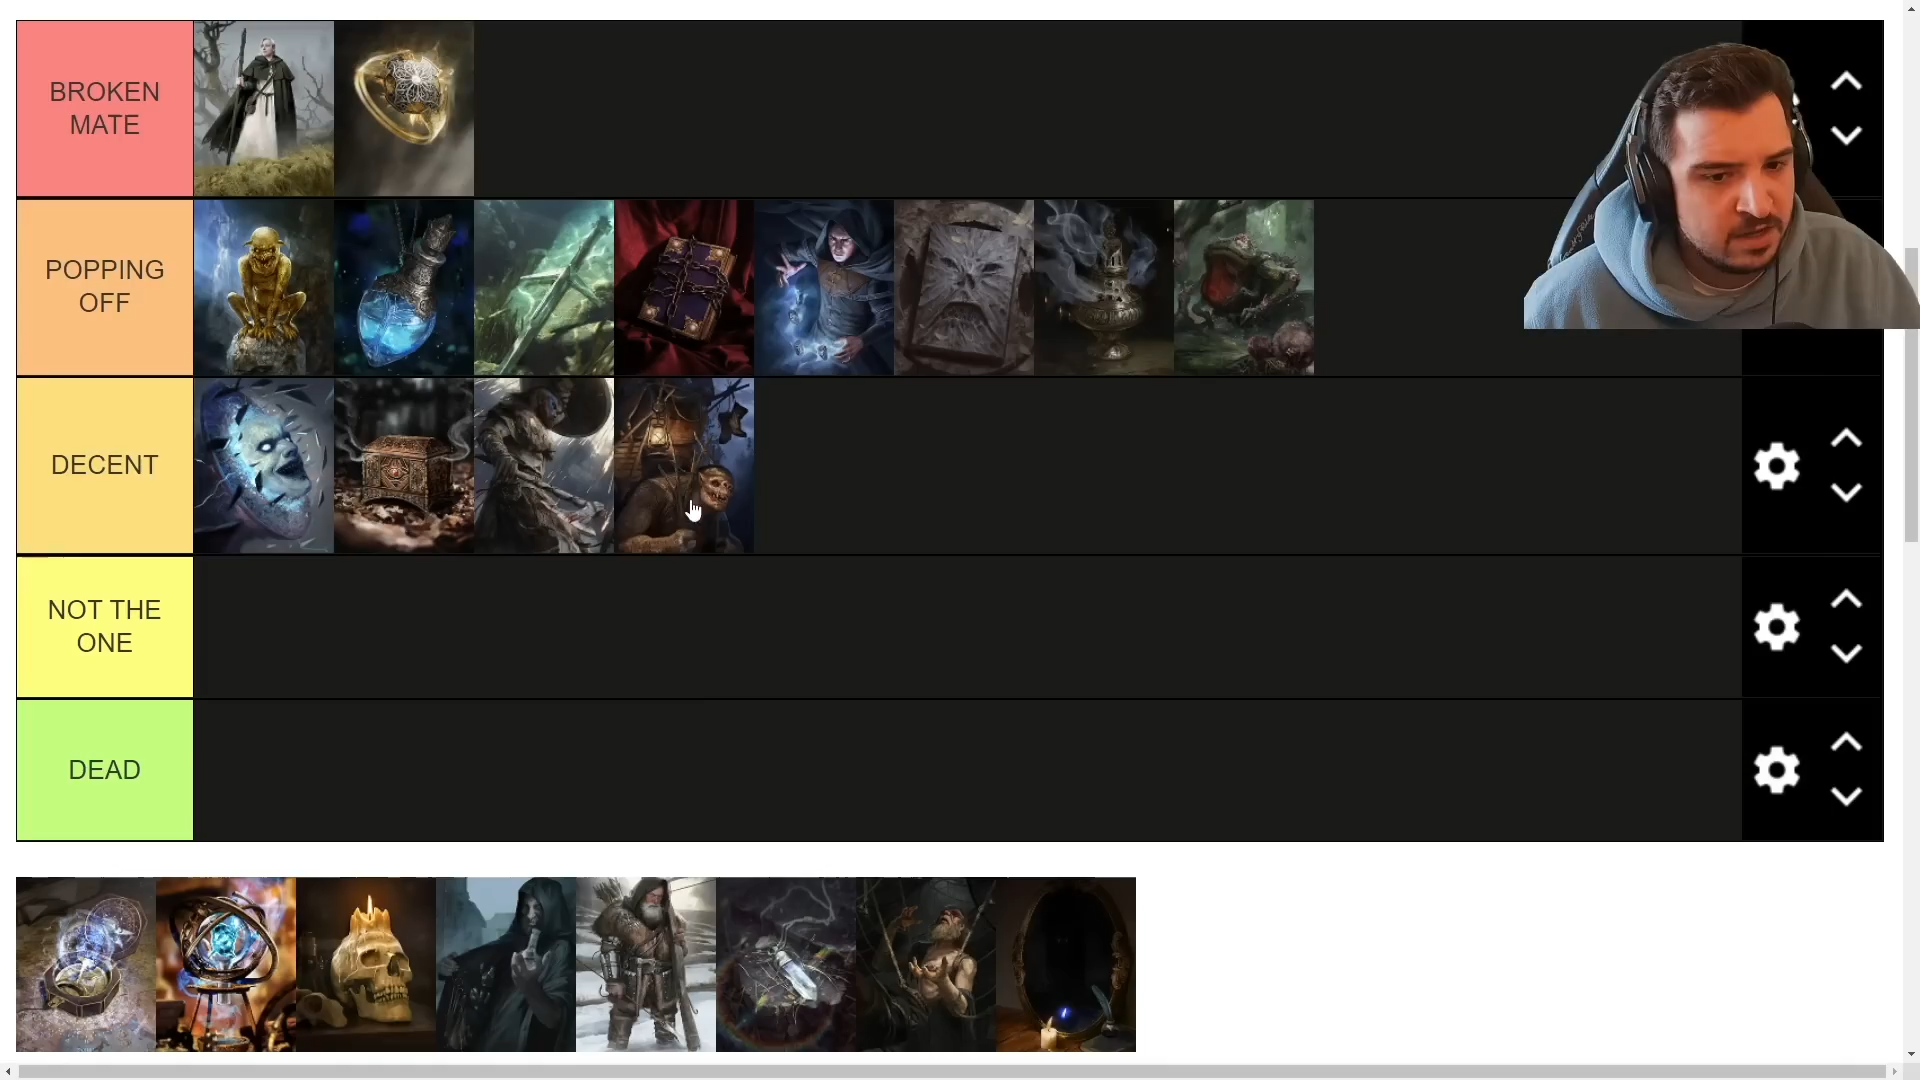 BROKEN
MATE
POPPING
OFF
DECENT
NOT THE
ONE
DEAD